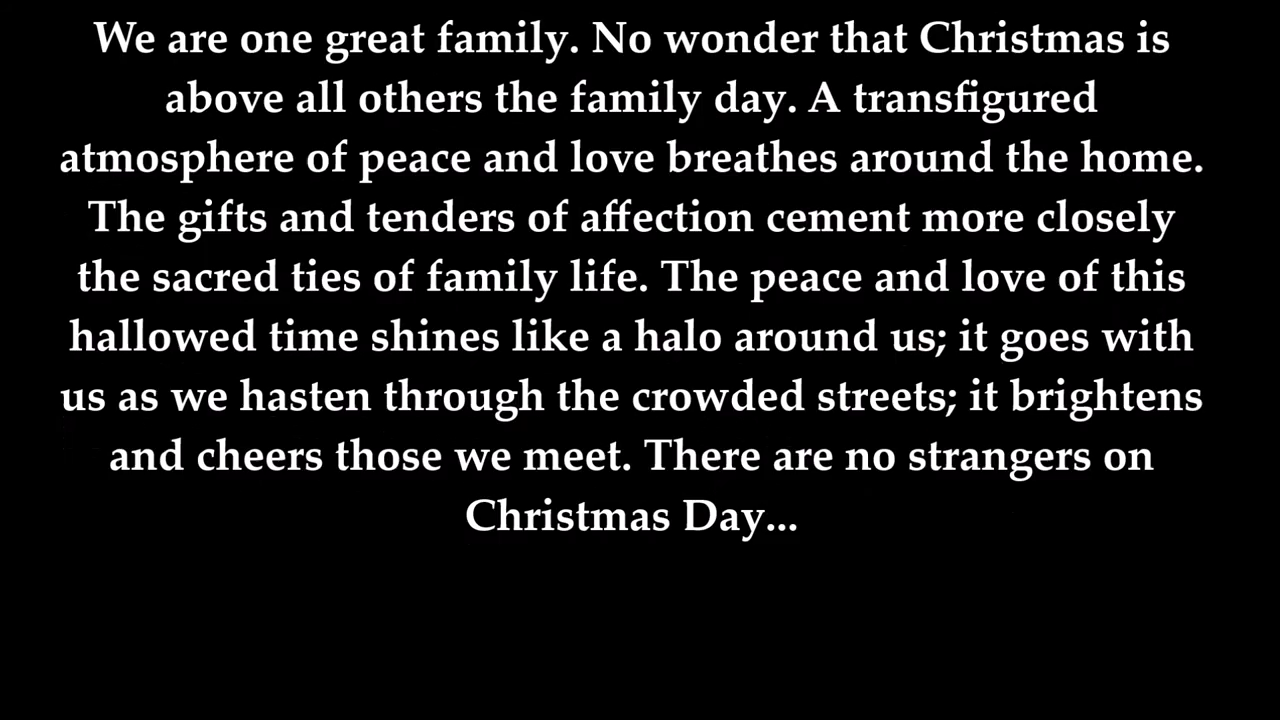 We are one great family. No wonder that Christmas is
above all others the family day. A transfigured
atmosphere of peace and love breathes around the home.
The gifts and tenders of affection cement more closely
the sacred ties of family life. The peace and love of this
hallowed time shines like a halo around us; it goes with
us as we hasten through the crowded streets; it brightens
and cheers those we meet. There are no strangers on
Christmas Day...